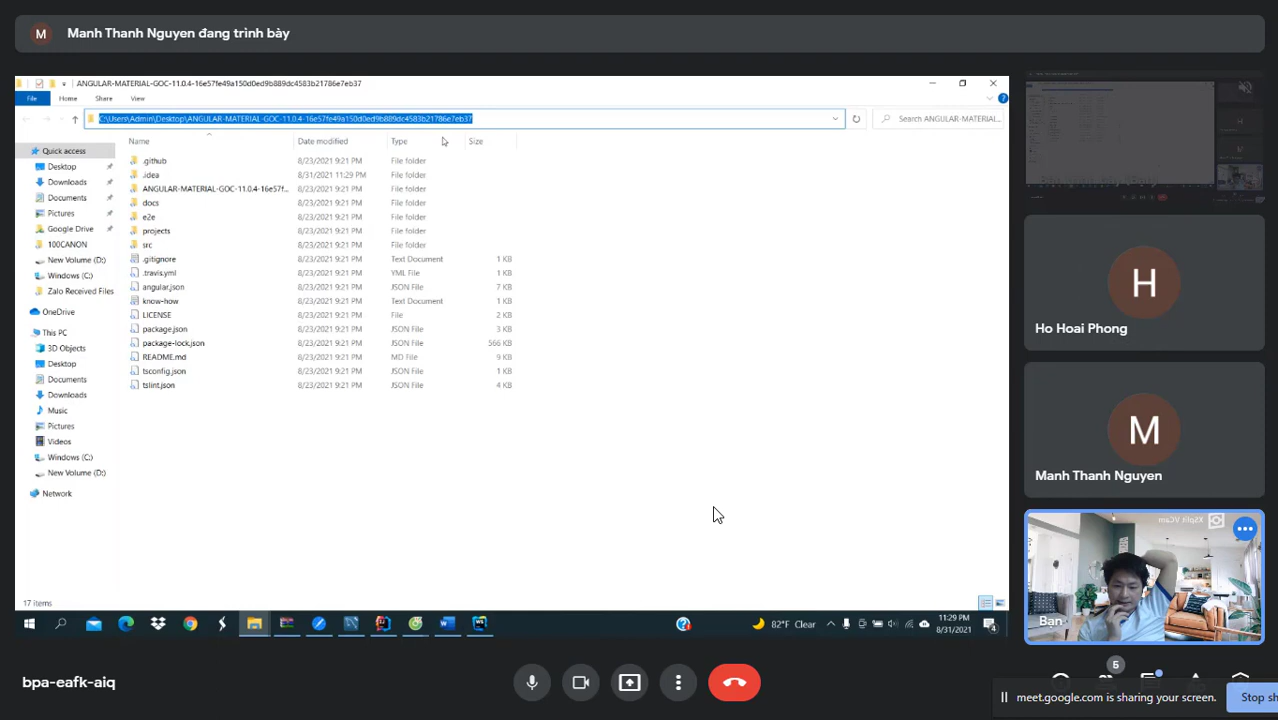 M Manh Thanh Nguyen đang trình bày
ANGULAR-MATERIAL-GOC-11.0.4-16e57fe49a150d0ed9b889dc4583b21786e7eb37
File Home Share View
C:\Users\Admin\Desktop\ANGULAR-MATERIAL-GOC-11.0.4-16e57fe49a150d0ed9b889dc4583b21786e7eb37
Search ANGULAR-MATERIAL...
Name Date modified Type Size
Quick access
Desktop
Downloads
Documents
Pictures
Google Drive
100CANON
New Volume (D:)
Windows (C:)
Zalo Received Files
OneDrive
This PC
3D Objects
Desktop
Documents
Downloads
Music
Pictures
Videos
Windows (C:)
New Volume (D:)
Network
.github 8/23/2021 9:21 PM File folder
.idea 8/31/2021 11:29 PM File folder
ANGULAR-MATERIAL-GOC-11.0.4-16e57f... 8/23/2021 9:21 PM File folder
docs 8/23/2021 9:21 PM File folder
e2e 8/23/2021 9:21 PM File folder
projects 8/23/2021 9:21 PM File folder
src 8/23/2021 9:21 PM File folder
.gitignore 8/23/2021 9:21 PM Text Document 1 KB
.travis.yml 8/23/2021 9:21 PM YML File 1 KB
angular.json 8/23/2021 9:21 PM JSON File 7 KB
know-how 8/23/2021 9:21 PM Text Document 1 KB
LICENSE 8/23/2021 9:21 PM File 2 KB
package.json 8/23/2021 9:21 PM JSON File 3 KB
package-lock.json 8/23/2021 9:21 PM JSON File 566 KB
README.md 8/23/2021 9:21 PM MD File 9 KB
tsconfig.json 8/23/2021 9:21 PM JSON File 1 KB
tslint.json 8/23/2021 9:21 PM JSON File 4 KB
17 items
82°F Clear
11:29 PM
8/31/2021
4
H
Ho Hoai Phong
M
Manh Thanh Nguyen
XSplit VCam
Bạn
bpa-eafk-aiq
6
meet.google.com is sharing your screen.
Stop sh